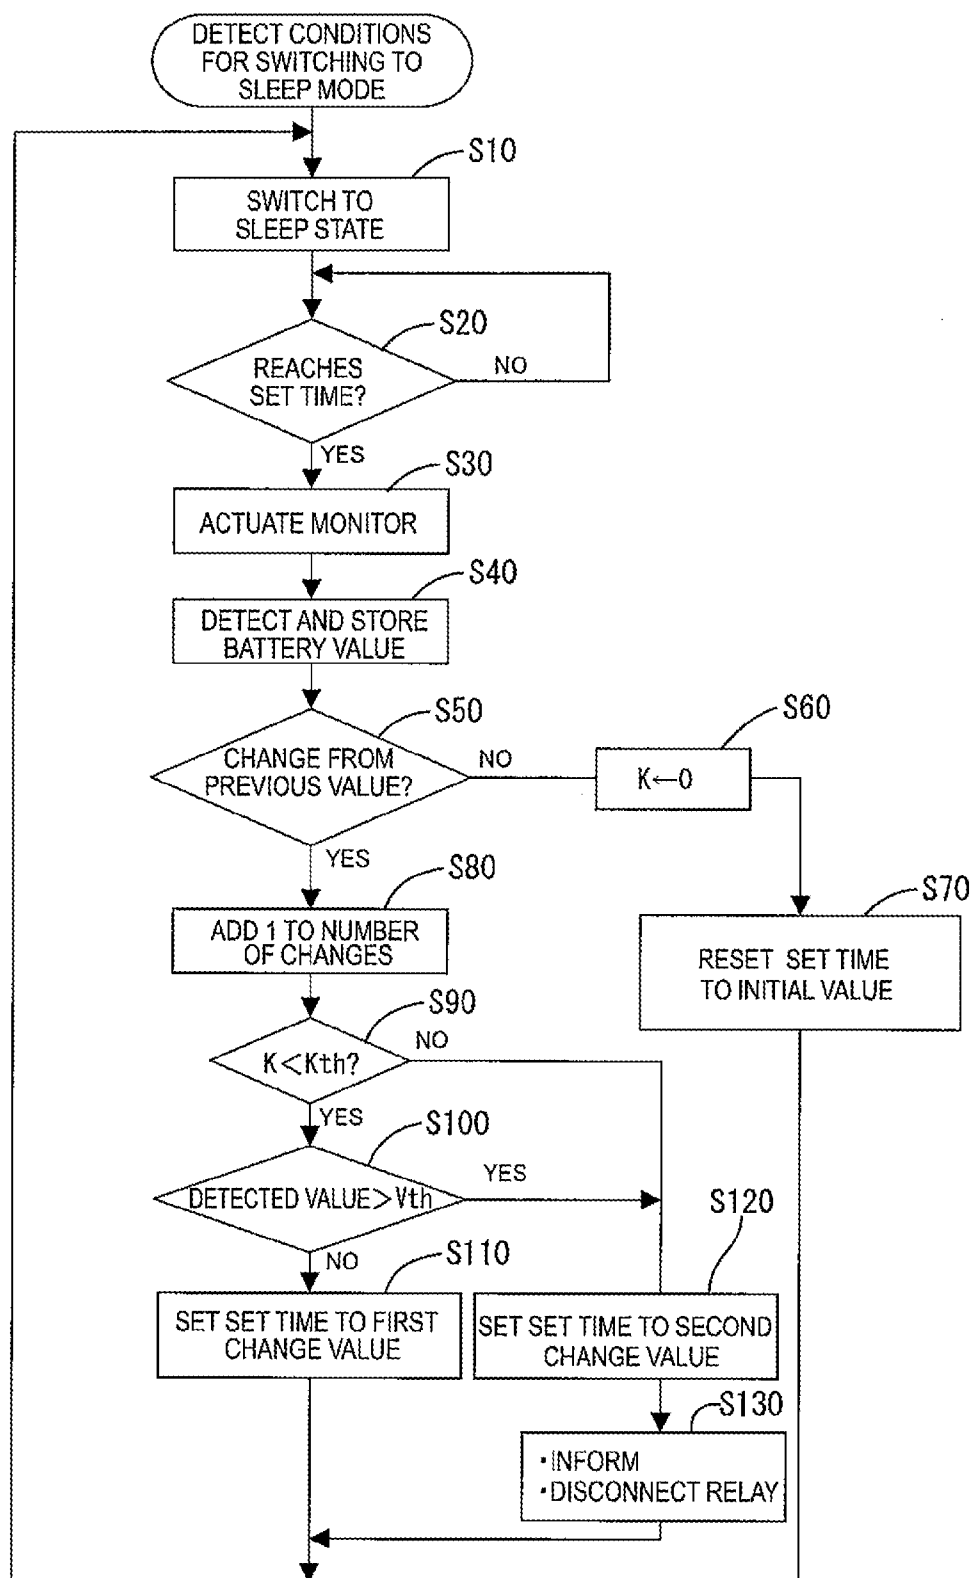 DETECT CONDITIONS
FOR SWITCHING TO
SLEEP MODE
S10
SWITCH TO
SLEEP STATE
S20
REACHES
SET TIME?
NO
YES
S30
ACTUATE MONITOR
S40
DETECT AND STORE
BATTERY VALUE
S50
CHANGE FROM
PREVIOUS VALUE?
NO
S60
K←0
YES
S70
RESET SET TIME
TO INITIAL VALUE
S80
ADD 1 TO NUMBER
OF CHANGES
S90
K<Kth?
NO
YES
S100
DETECTED VALUE>Vth
YES
NO
S110
SET SET TIME TO FIRST
CHANGE VALUE
S120
SET SET TIME TO SECOND
CHANGE VALUE
S130
・INFORM
・DISCONNECT RELAY